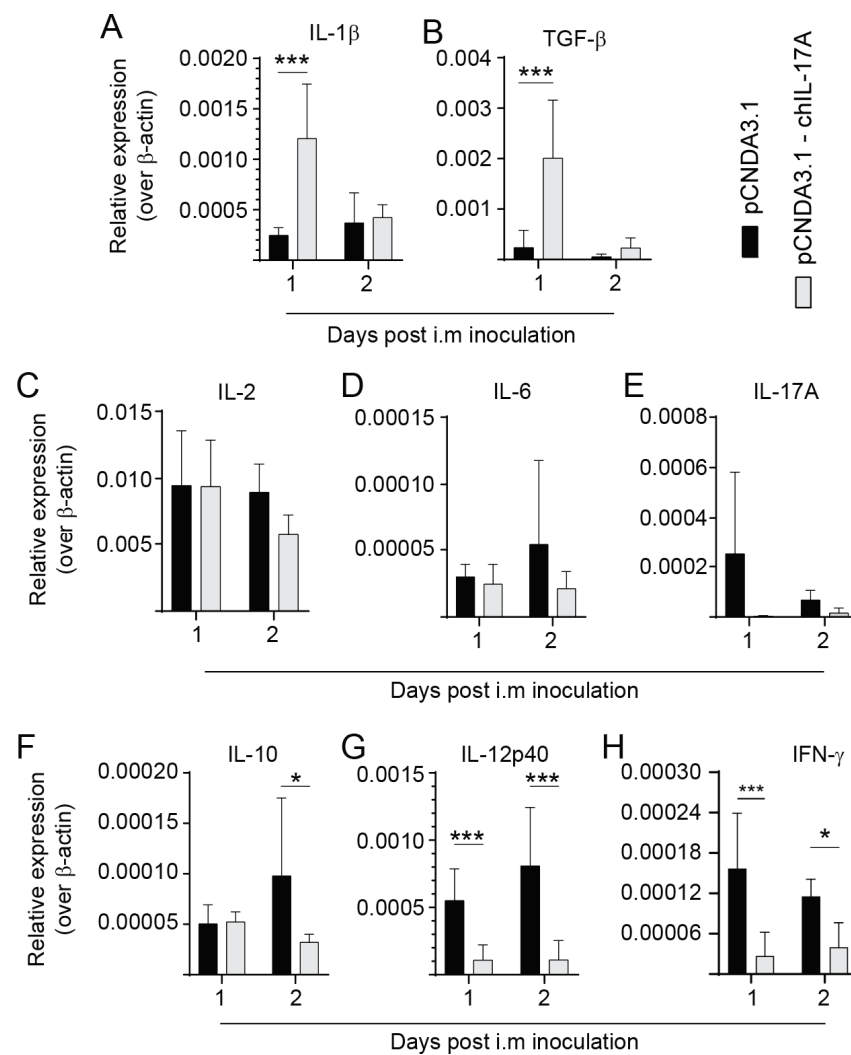 A
IL-1β
Relative expression
(over β-actin)
0.0020
0.0015
0.0010
0.0005
***
1
2
B
TGF-β
0.004
0.003
0.002
0.001
***
1
2
pCNDA3.1
pCNDA3.1 - chIL-17A
Days post i.m inoculation
C
IL-2
Relative expression
(over β-actin)
0.015
0.010
0.005
1
2
D
IL-6
0.00015
0.00010
0.00005
1
2
E
IL-17A
0.0008
0.0006
0.0004
0.0002
1
2
Days post i.m inoculation
F
IL-10
Relative expression
(over β-actin)
0.00020
0.00015
0.00010
0.00005
*
1
2
G
IL-12p40
0.0015
0.0010
0.0005
***
***
1
2
H
IFN-γ
0.00030
0.00024
0.00018
0.00012
0.00006
***
*
1
2
Days post i.m inoculation